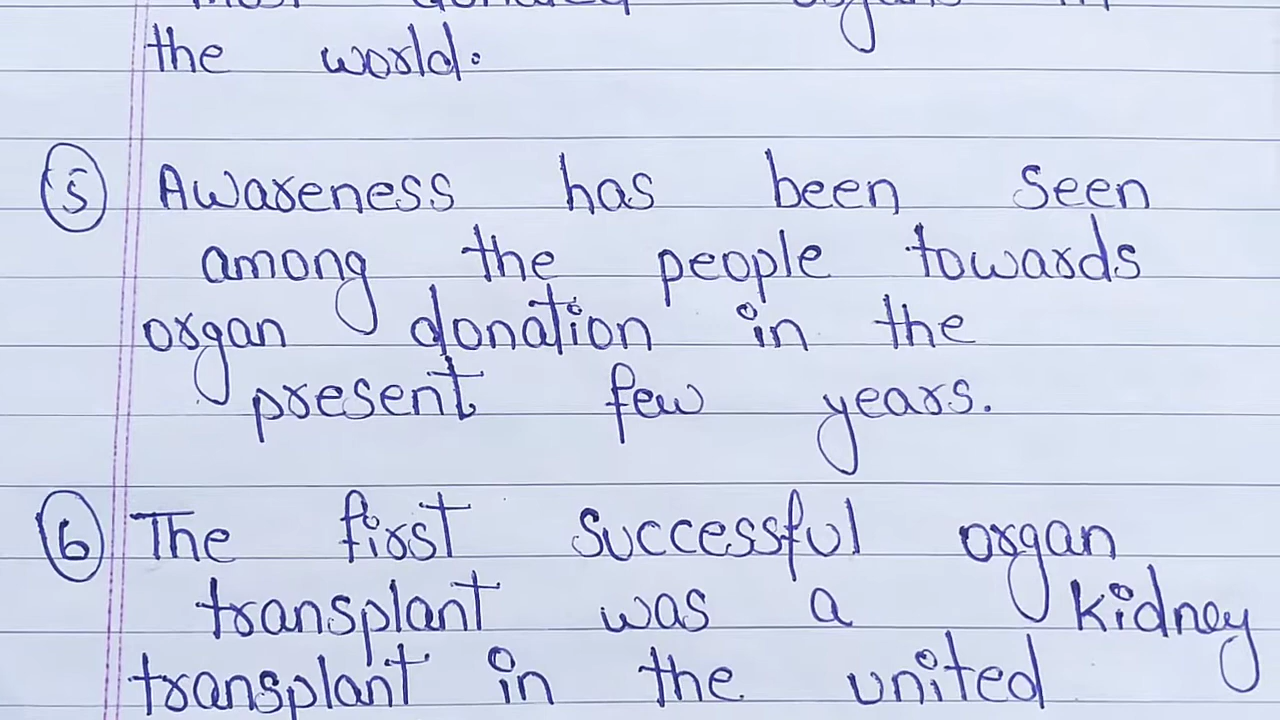 the world.
5 Awareness has been seen
among the people towards
organ donation in the
present few years.
6 The first successful organ
transplant was a kidney
transplant in the united